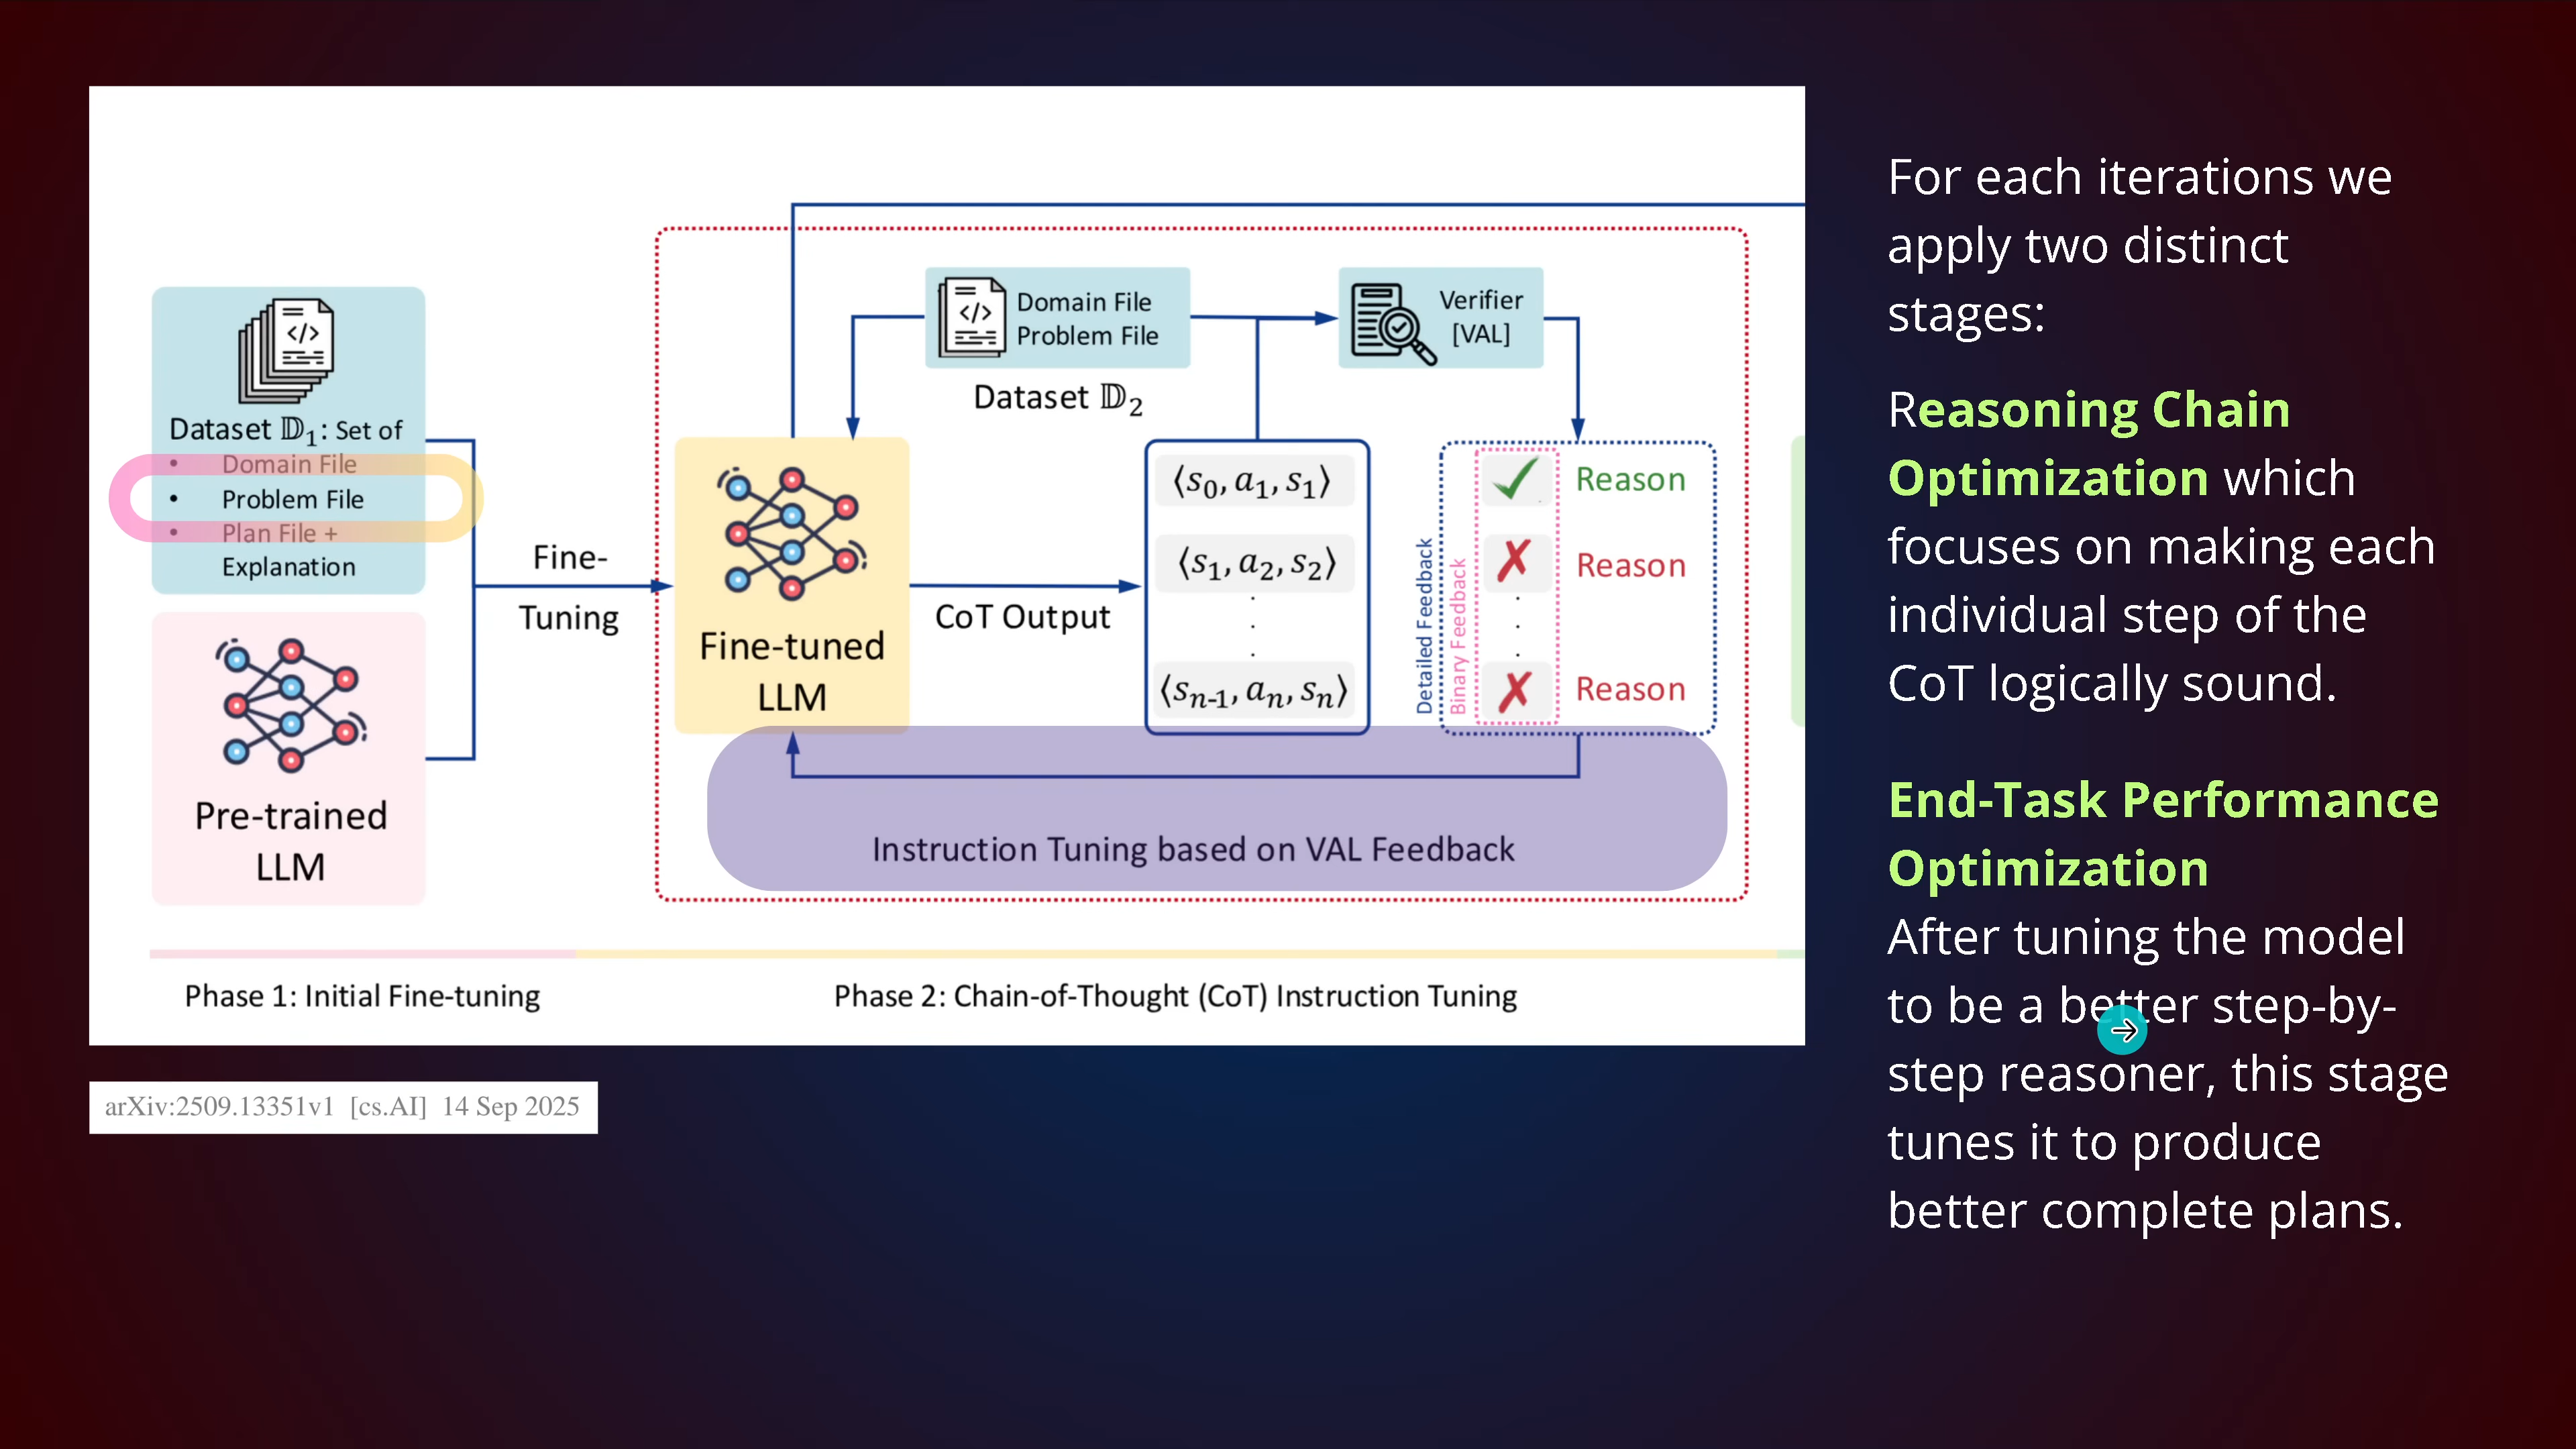 Dataset 𝔻₁: Set of
• Domain File
• Problem File
• Plan File +
Explanation
Pre-trained
LLM
Fine-
Tuning
Domain File
Problem File
Dataset 𝔻₂
Verifier
[VAL]
Fine-tuned
LLM
CoT Output
⟨s₀, a₁, s₁⟩
⟨s₁, a₂, s₂⟩
.
.
.
⟨sₙ₋₁, aₙ, sₙ⟩
Detailed Feedback
Binary Feedback
✓ Reason
✗ Reason
.
.
.
✗ Reason
Instruction Tuning based on VAL Feedback
Phase 1: Initial Fine-tuning
Phase 2: Chain-of-Thought (CoT) Instruction Tuning
arXiv:2509.13351v1 [cs.AI] 14 Sep 2025
For each iterations we
apply two distinct
stages:
Reasoning Chain
Optimization which
focuses on making each
individual step of the
CoT logically sound.
End-Task Performance
Optimization
After tuning the model
to be a better step-by-
step reasoner, this stage
tunes it to produce
better complete plans.